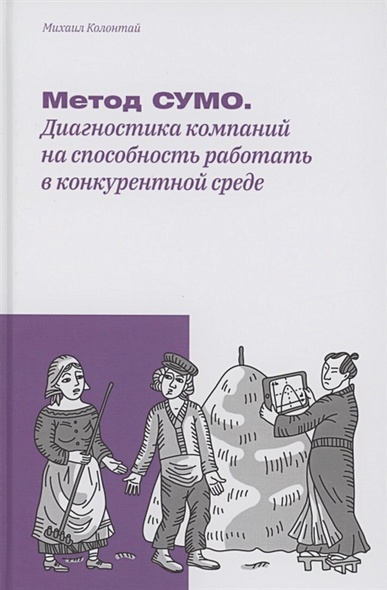 Михаил Колонтай
Метод СУМО.
Диагностика компаний
на способность работать
в конкурентной среде